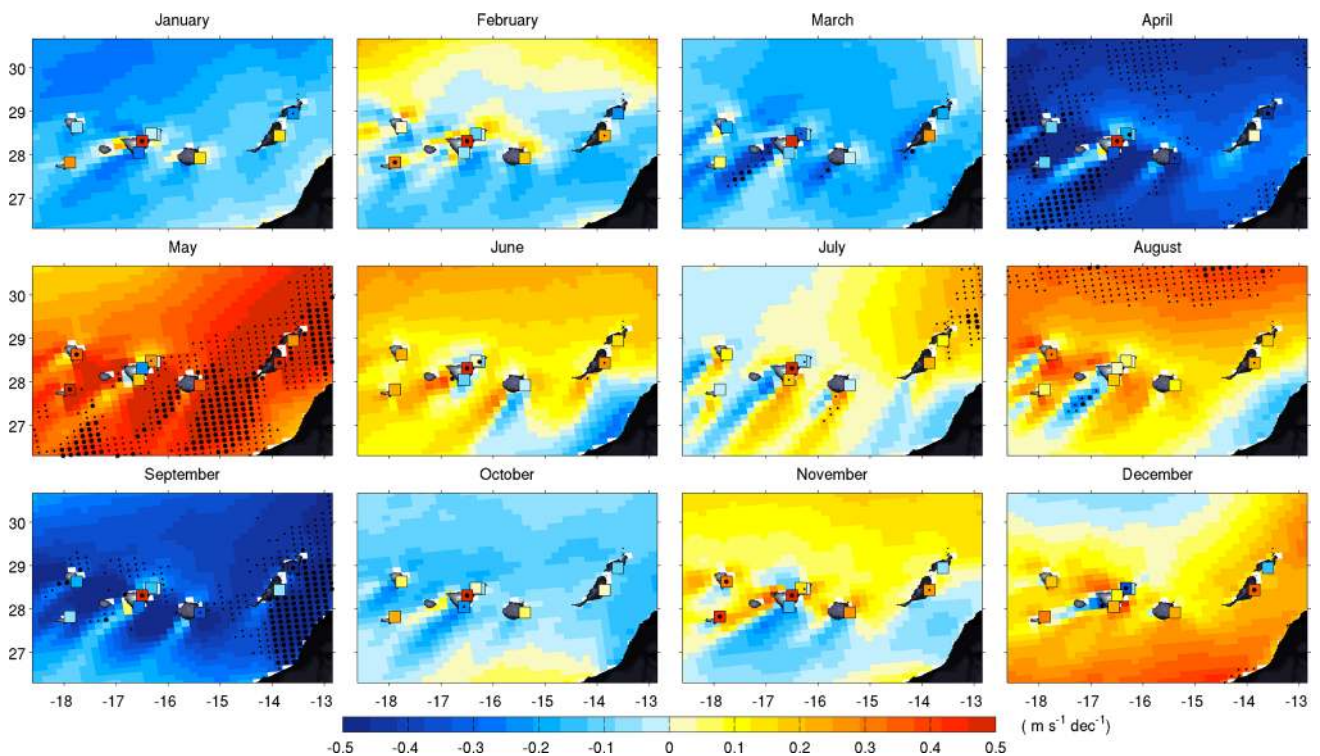 January February March April
30
29
28
27
May June July August
30
29
28
27
September October November December
30
29
28
27
-18 -17 -16 -15 -14 -13 -18 -17 -16 -15 -14 -13 -18 -17 -16 -15 -14 -13 -18 -17 -16 -15 -14 -13
( m s⁻¹ dec⁻¹)
-0.5 -0.4 -0.3 -0.2 -0.1 0 0.1 0.2 0.3 0.4 0.5